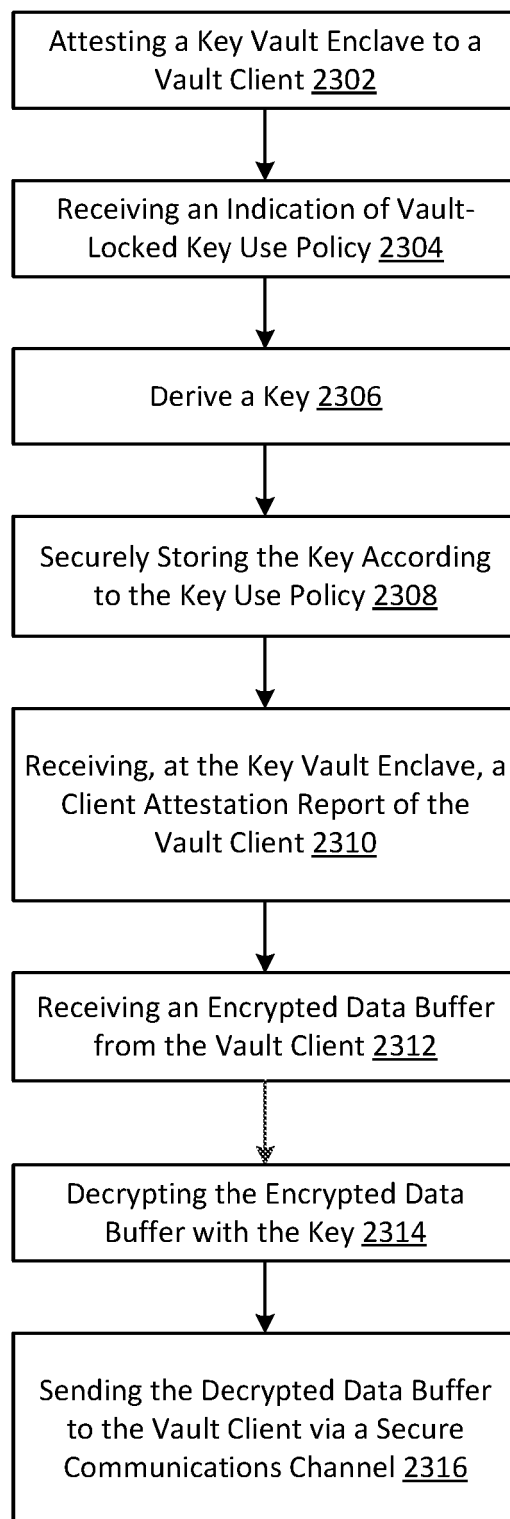 Attesting a Key Vault Enclave to a
Vault Client 2302
Receiving an Indication of Vault-
Locked Key Use Policy 2304
Derive a Key 2306
Securely Storing the Key According
to the Key Use Policy 2308
Receiving, at the Key Vault Enclave, a
Client Attestation Report of the
Vault Client 2310
Receiving an Encrypted Data Buffer
from the Vault Client 2312
Decrypting the Encrypted Data
Buffer with the Key 2314
Sending the Decrypted Data Buffer
to the Vault Client via a Secure
Communications Channel 2316